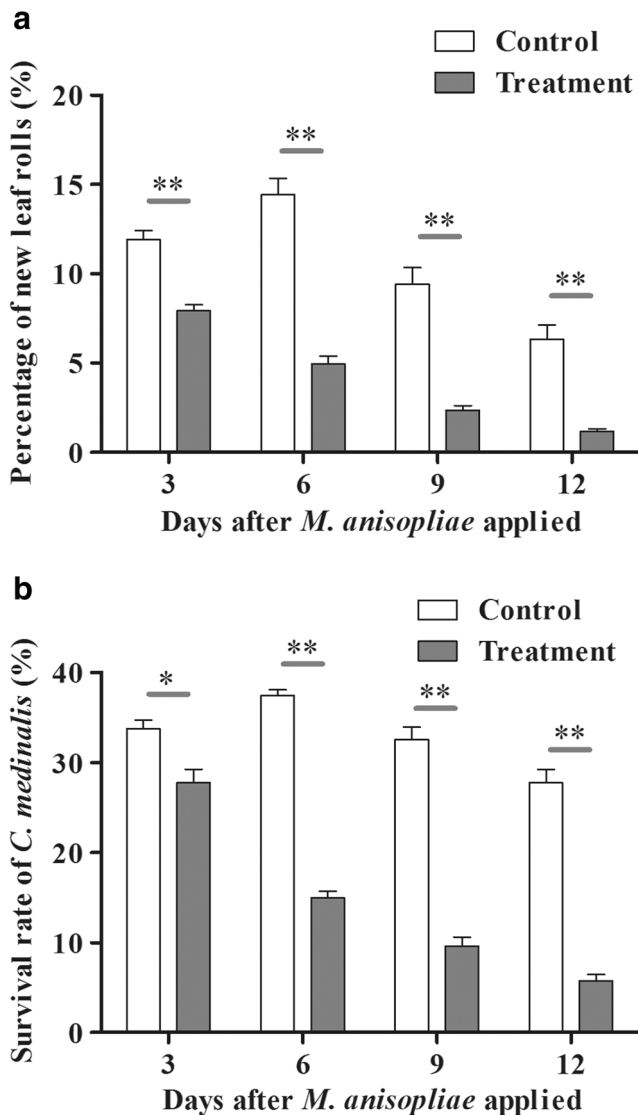 a
Control
Treatment
Percentage of new leaf rolls (%)
20
15
10
5
0
**
**
**
**
3 6 9 12
Days after M. anisopliae applied
b
Control
Treatment
Survival rate of C. medinalis (%)
40
30
20
10
0
*
**
**
**
3 6 9 12
Days after M. anisopliae applied